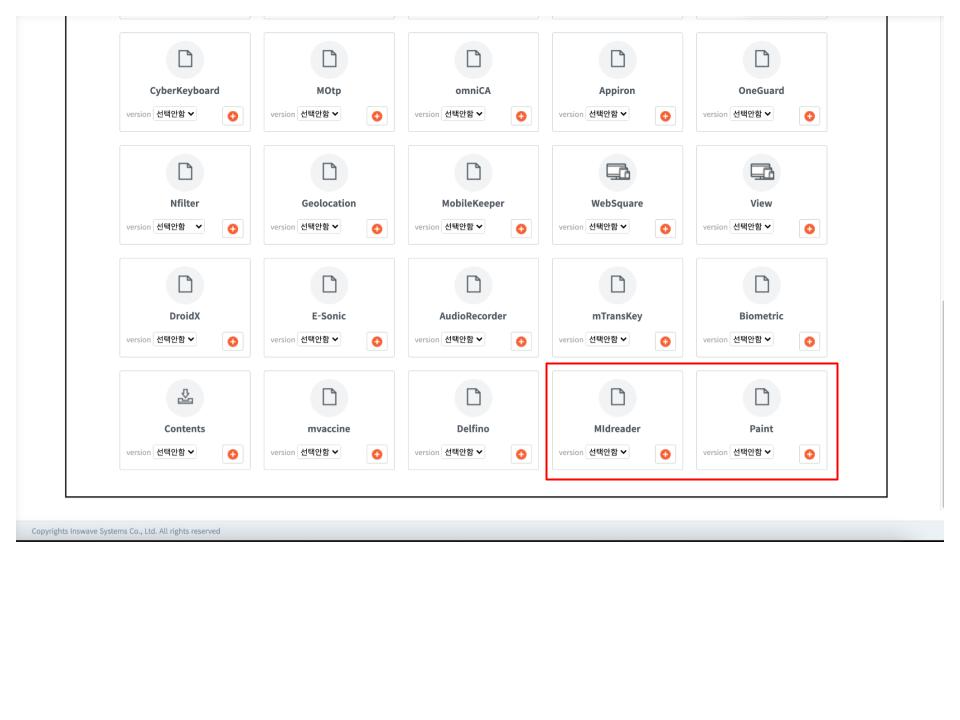 CyberKeyboard MOtp omniCA Appiron OneGuard
version 선택안함 version 선택안함 version 선택안함 version 선택안함 version 선택안함
Nfilter Geolocation MobileKeeper WebSquare View
version 선택안함 version 선택안함 version 선택안함 version 선택안함 version 선택안함
DroidX E-Sonic AudioRecorder mTransKey Biometric
version 선택안함 version 선택안함 version 선택안함 version 선택안함 version 선택안함
Contents mvaccine Delfino MIdreader Paint
version 선택안함 version 선택안함 version 선택안함 version 선택안함 version 선택안함
Copyrights Inswave Systems Co., Ltd. All rights reserved